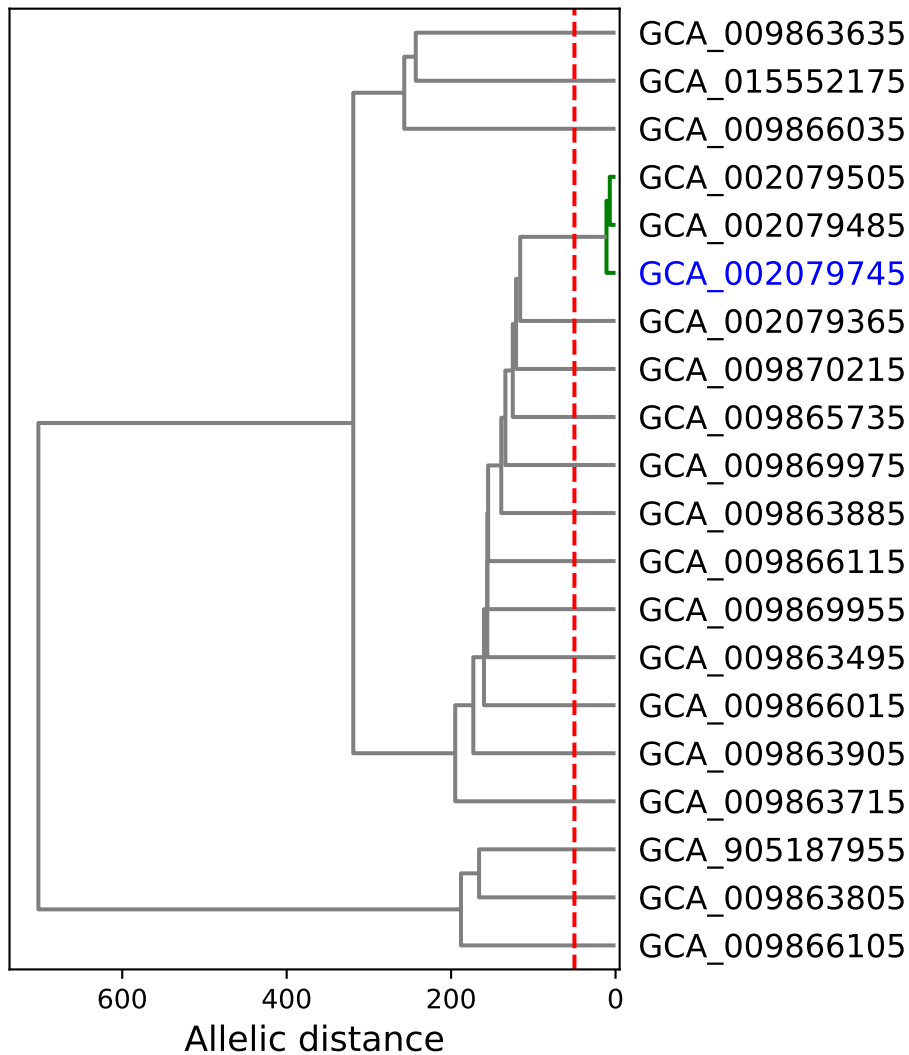 GCA_009863635
GCA_015552175
GCA_009866035
GCA_002079505
GCA_002079485
GCA_002079745
GCA_002079365
GCA_009870215
GCA_009865735
GCA_009869975
GCA_009863885
GCA_009866115
GCA_009869955
GCA_009863495
GCA_009866015
GCA_009863905
GCA_009863715
GCA_905187955
GCA_009863805
GCA_009866105
600 400 200 0
Allelic distance